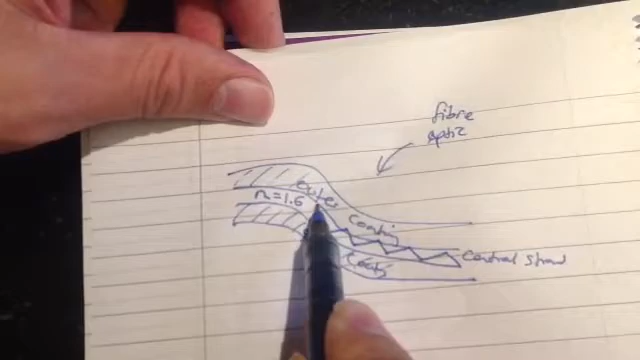 fibre
optic
outer
n=1.6
coating
central strand